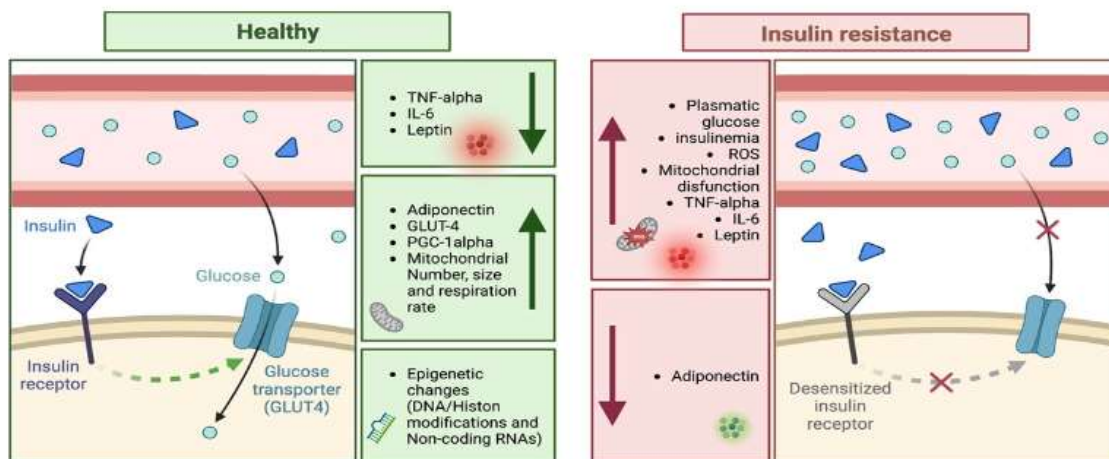 Healthy
TNF-alpha
IL-6
Leptin
Insulin
Glucose
Adiponectin
GLUT-4
PGC-1alpha
Mitochondrial
Number, size
and respiration
rate
Insulin
receptor
Glucose
transporter
(GLUT4)
Epigenetic
changes
(DNA/Histon
modifications and
Non-coding RNAs)
Insulin resistance
Plasmatic
glucose
insulinemia
ROS
Mitochondrial
disfunction
TNF-alpha
IL-6
Leptin
Adiponectin
Desensitized
insulin
receptor